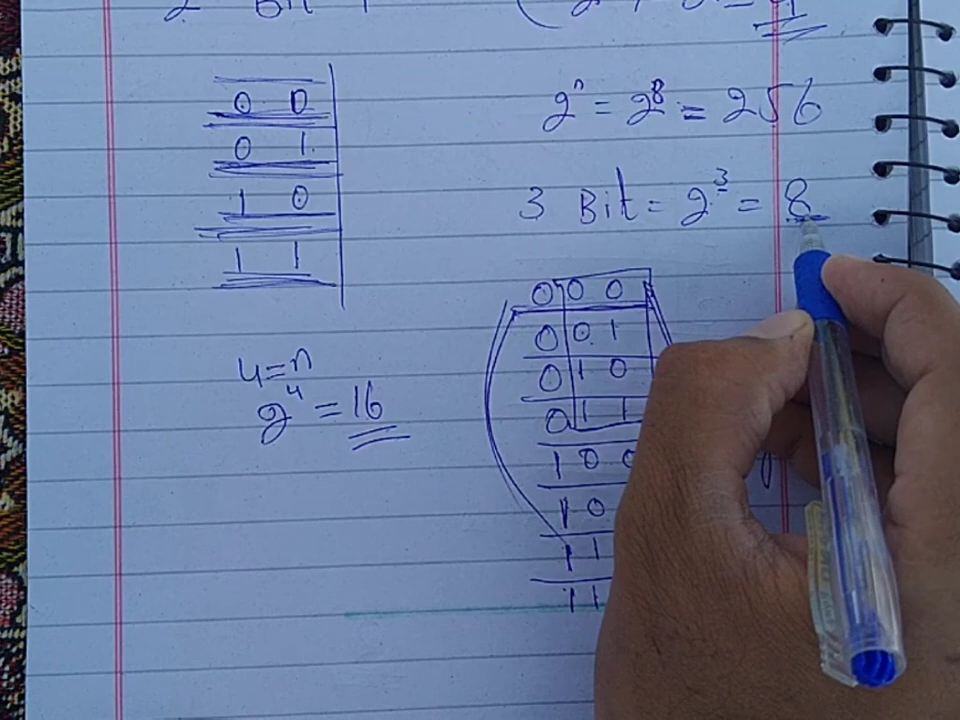 2 Bit
0 0
0 1
1 0
1 1
2ⁿ = 2⁸ = 256
3 Bit = 2³ = 8
4=n
2⁴ = 16
0 0 0
0 0 1
0 1 0
0 1 1
1 0
1 0
1 1
1 1